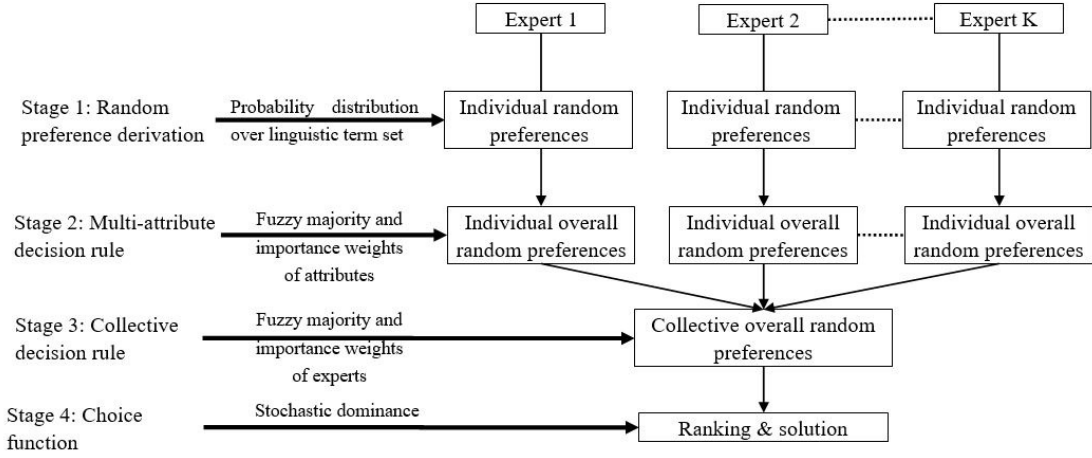 Expert 1
Expert 2
Expert K
Stage 1: Random
preference derivation
Probability distribution
over linguistic term set
Individual random
preferences
Individual random
preferences
Individual random
preferences
Stage 2: Multi-attribute
decision rule
Fuzzy majority and
importance weights
of attributes
Individual overall
random preferences
Individual overall
random preferences
Individual overall
random preferences
Stage 3: Collective
decision rule
Fuzzy majority and
importance weights
of experts
Collective overall random
preferences
Stage 4: Choice
function
Stochastic dominance
Ranking & solution